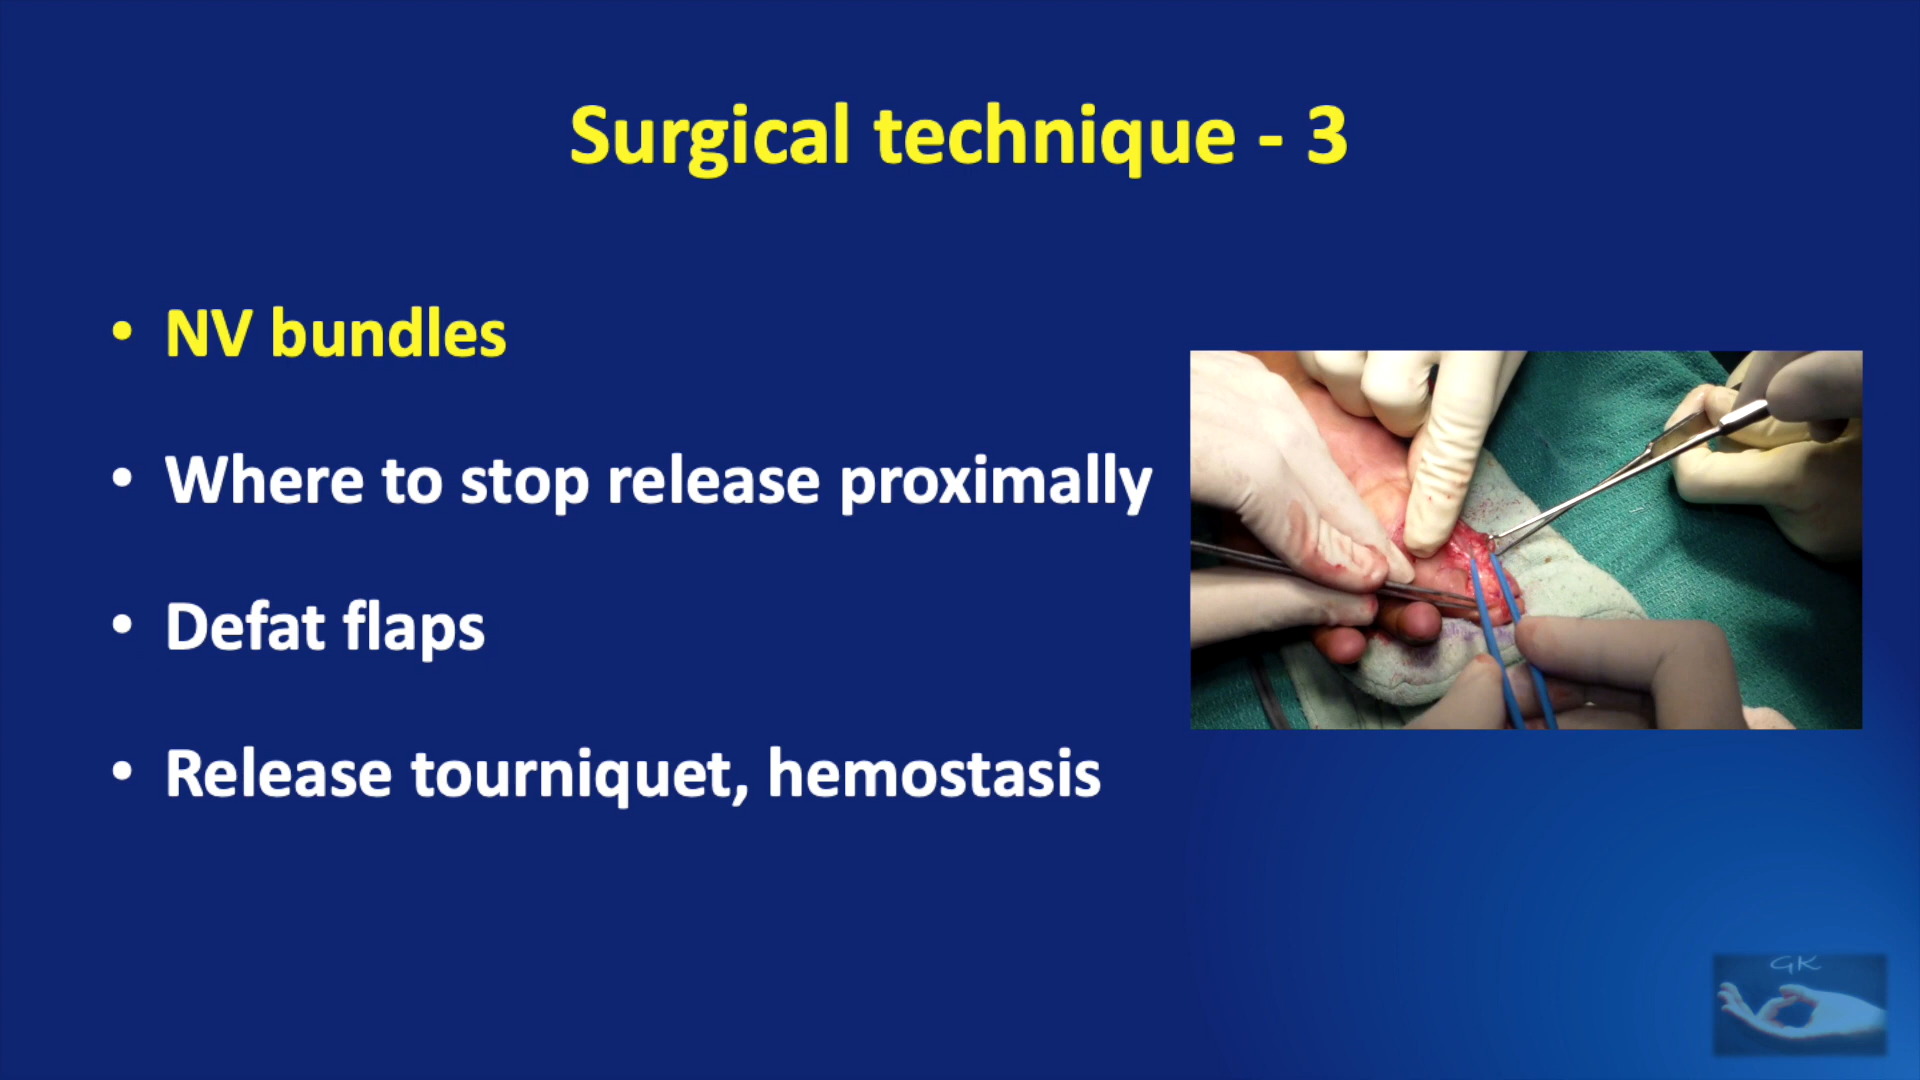 Surgical technique - 3
• NV bundles
• Where to stop release proximally
• Defat flaps
• Release tourniquet, hemostasis
GK